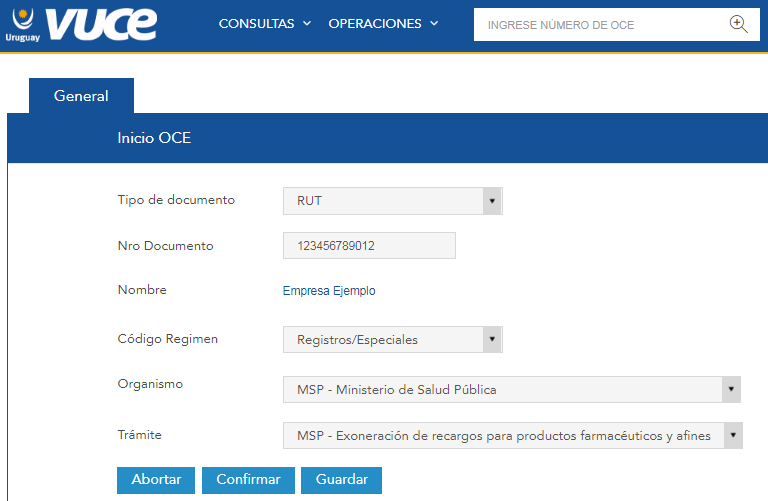 Uruguay vuce CONSULTAS OPERACIONES INGRESE NÚMERO DE OCE
General
Inicio OCE
Tipo de documento RUT
Nro Documento 123456789012
Nombre Empresa Ejemplo
Código Regimen Registros/Especiales
Organismo MSP - Ministerio de Salud Pública
Trámite MSP - Exoneración de recargos para productos farmacéuticos y afines
Abortar Confirmar Guardar